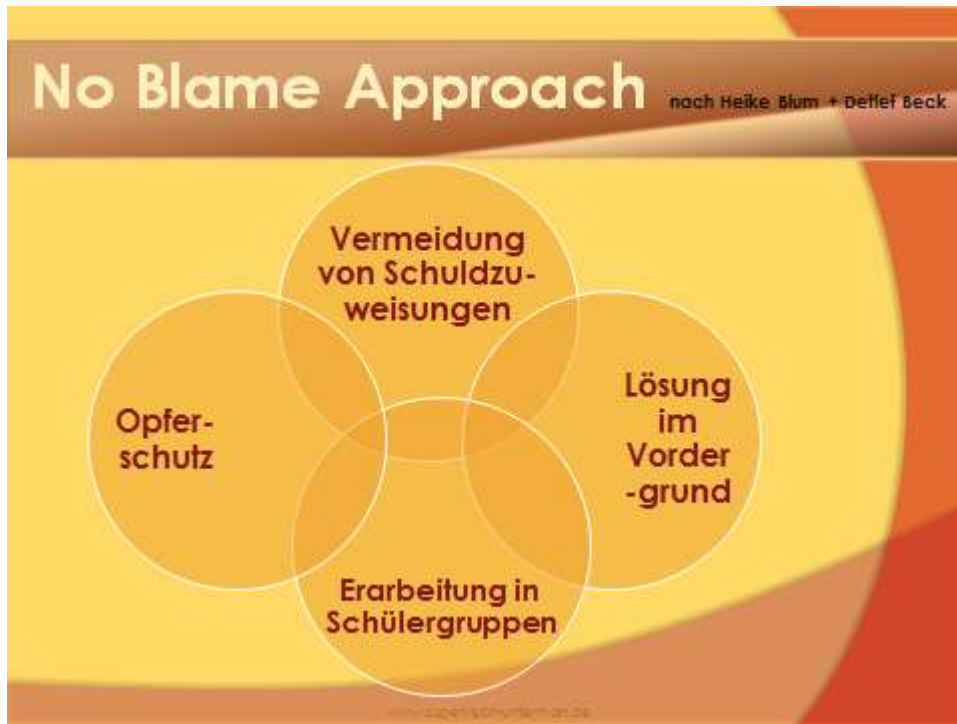 No Blame Approach nach Heike Blum + Detlef Beck
Vermeidung
von Schuldzu-
weisungen
Opfer-
schutz
Lösung
im
Vorder
-grund
Erarbeitung in
Schülergruppen